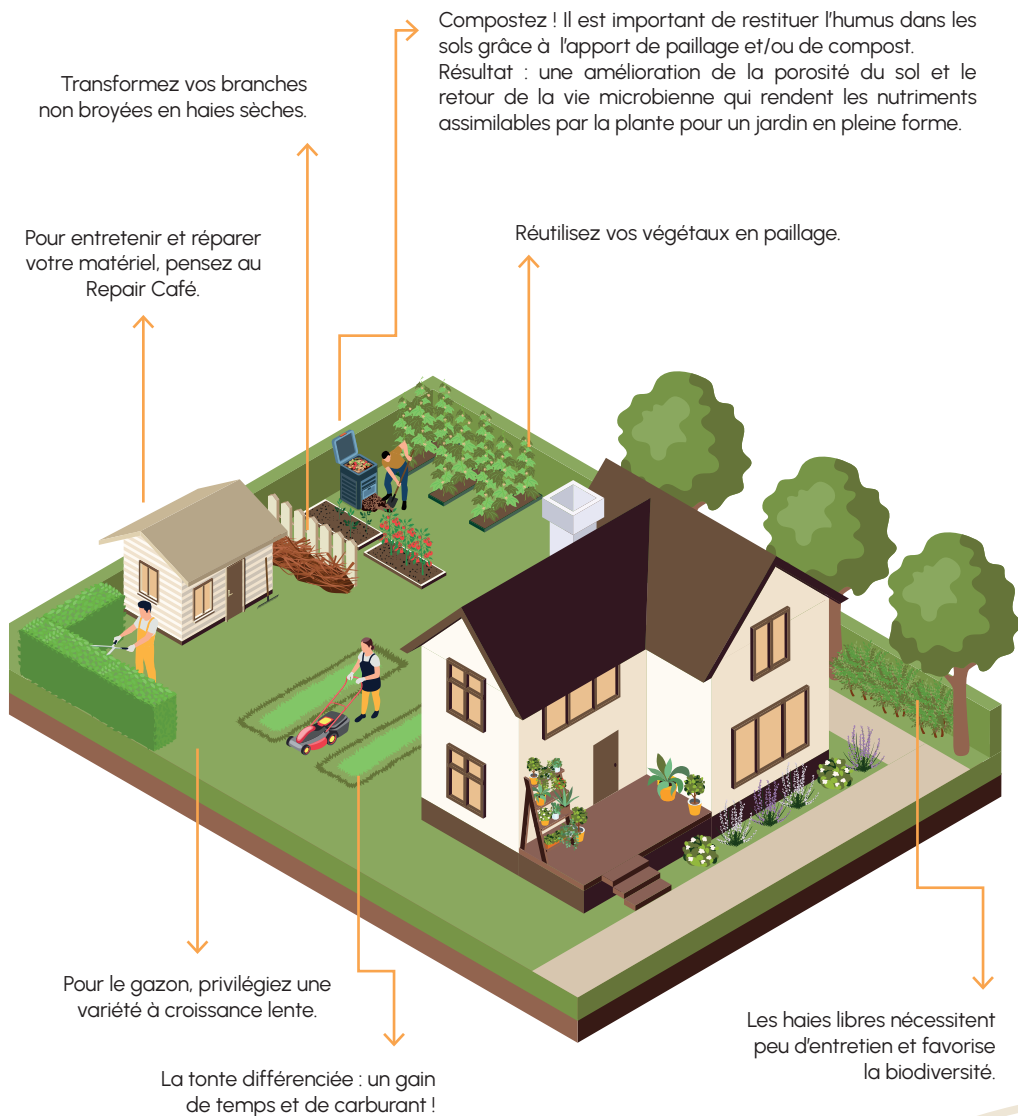 Compostez ! Il est important de restituer l'humus dans les
sols grâce à l'apport de paillage et/ou de compost.
Résultat : une amélioration de la porosité du sol et le
retour de la vie microbienne qui rendent les nutriments
assimilables par la plante pour un jardin en pleine forme.
Transformez vos branches
non broyées en haies sèches.
Pour entretenir et réparer
votre matériel, pensez au
Repair Café.
Réutilisez vos végétaux en paillage.
Pour le gazon, privilégiez une
variété à croissance lente.
La tonte différenciée : un gain
de temps et de carburant !
Les haies libres nécessitent
peu d'entretien et favorise
la biodiversité.